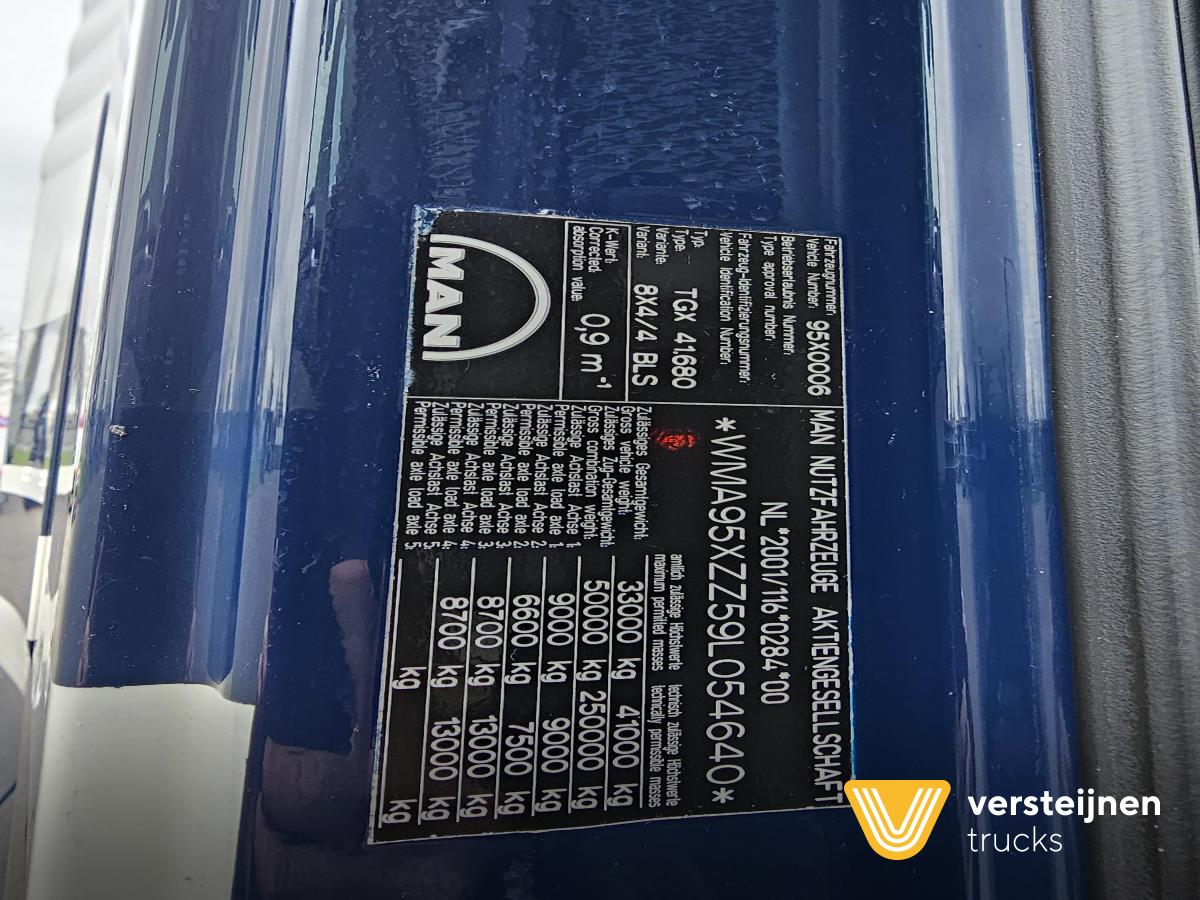 Fahrzeugnummer:
Vehicle Number: 95X0006 MAN NUTZFAHRZEUGE AKTIENGESELLSCHAFT
Betriebserlaubnis Nummer:
Type approval number: NL*2001/116*0284*00
Fahrzeug-Identifizierungsnummer:
Vehicle Identification Number: *WMA95XZZ59L054640*
Typ:
Type: TGX 41.680
Variante:
Variant: 8X4/4 BLS
K-Wert:
Corrected
absorption value: 0,9 m⁻¹
MAN
amtlich zulässige Höchstwerte technisch zulässige Höchstwerte
maximum permitted masses technically permissible masses
Zulässiges Gesamtgewicht:
Gross vehicle weight: 33000 kg 41000 kg
Zulässiges Zug-Gesamtgewicht:
Gross combination weight: 50000 kg 250000 kg
Zulässige Achslast Achse 1:
Permissible axle load axle 1: 9000 kg 9000 kg
Zulässige Achslast Achse 2:
Permissible axle load axle 2: 6600 kg 7500 kg
Zulässige Achslast Achse 3:
Permissible axle load axle 3: 8700 kg 13000 kg
Zulässige Achslast Achse 4:
Permissible axle load axle 4: 8700 kg 13000 kg
Zulässige Achslast Achse 5:
Permissible axle load axle 5: kg kg
versteijnen
trucks